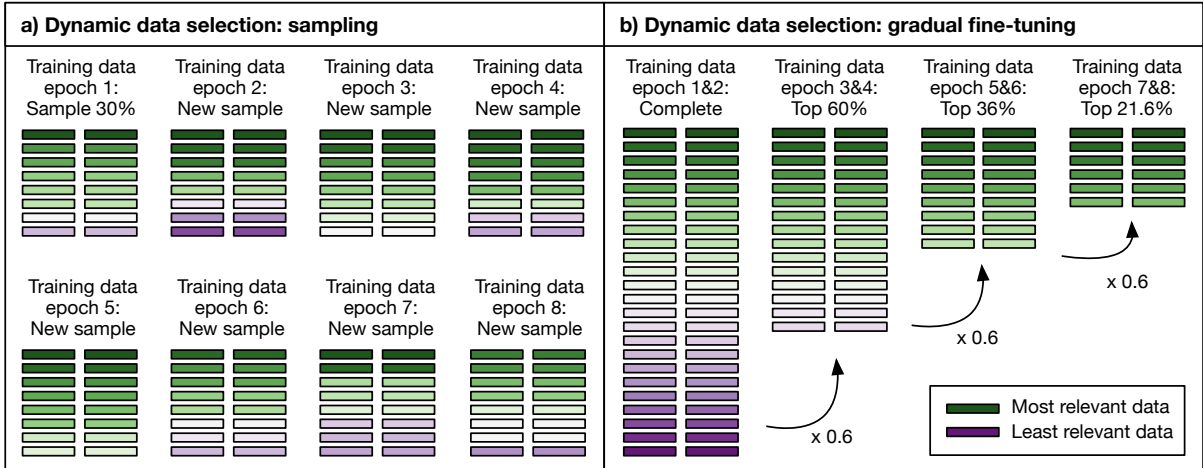 a) Dynamic data selection: sampling
Training data
epoch 1:
Sample 30%
Training data
epoch 2:
New sample
Training data
epoch 3:
New sample
Training data
epoch 4:
New sample
Training data
epoch 5:
New sample
Training data
epoch 6:
New sample
Training data
epoch 7:
New sample
Training data
epoch 8:
New sample
b) Dynamic data selection: gradual fine-tuning
Training data
epoch 1&2:
Complete
Training data
epoch 3&4:
Top 60%
Training data
epoch 5&6:
Top 36%
Training data
epoch 7&8:
Top 21.6%
x 0.6
x 0.6
x 0.6
Most relevant data
Least relevant data